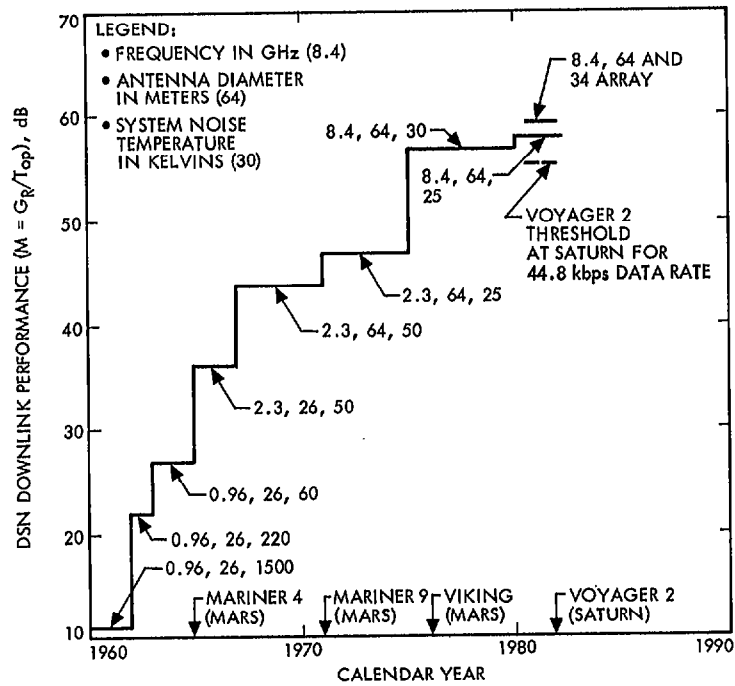 LEGEND:
• FREQUENCY IN GHz (8.4)
• ANTENNA DIAMETER
IN METERS (64)
• SYSTEM NOISE
TEMPERATURE
IN KELVINS (30)
8.4, 64 AND
34 ARRAY
8.4, 64, 30
8.4, 64,
25
VOYAGER 2
THRESHOLD
AT SATURN FOR
44.8 kbps DATA RATE
2.3, 64, 25
2.3, 64, 50
2.3, 26, 50
0.96, 26, 60
0.96, 26, 220
0.96, 26, 1500
MARINER 4
(MARS)
MARINER 9
(MARS)
VIKING
(MARS)
VOYAGER 2
(SATURN)
DSN DOWNLINK PERFORMANCE (M = GR/Top), dB
70
60
50
40
30
20
10
1960
1970
1980
1990
CALENDAR YEAR